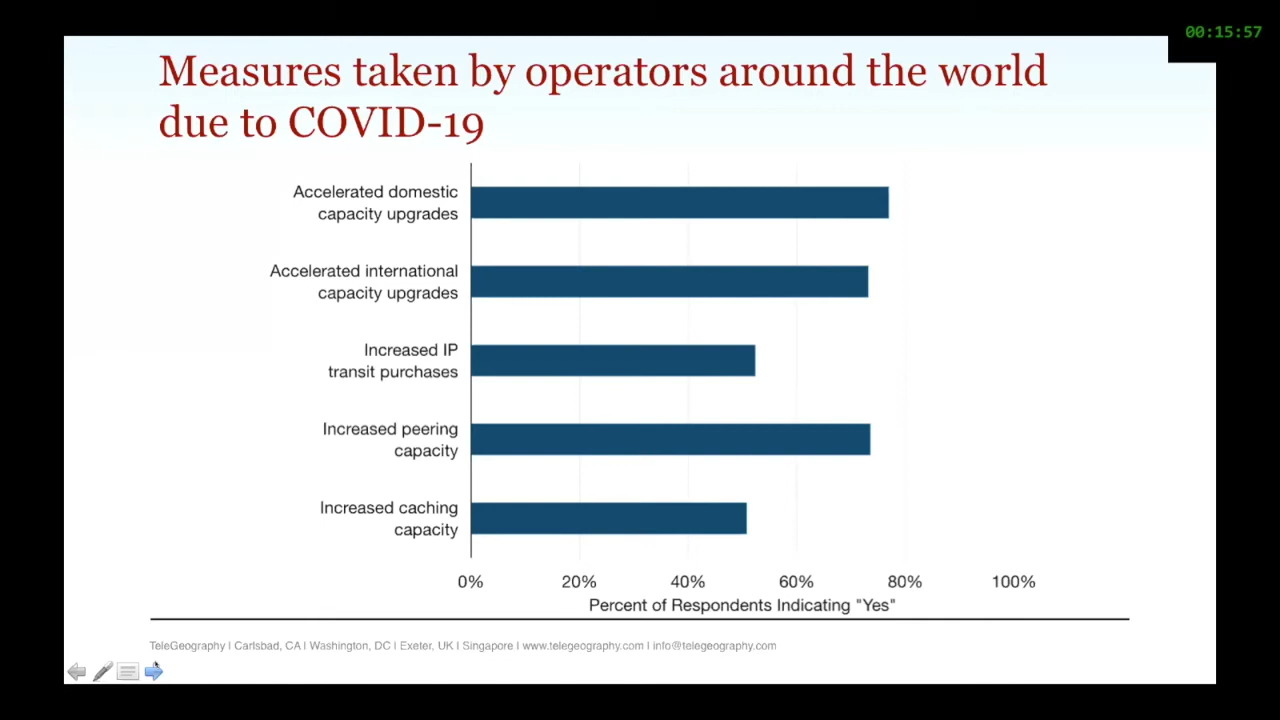 00:15:57
Measures taken by operators around the world
due to COVID-19
Accelerated domestic
capacity upgrades
Accelerated international
capacity upgrades
Increased IP
transit purchases
Increased peering
capacity
Increased caching
capacity
0% 20% 40% 60% 80% 100%
Percent of Respondents Indicating "Yes"
TeleGeography | Carlsbad, CA | Washington, DC | Exeter, UK | Singapore | www.telegeography.com | info@telegeography.com